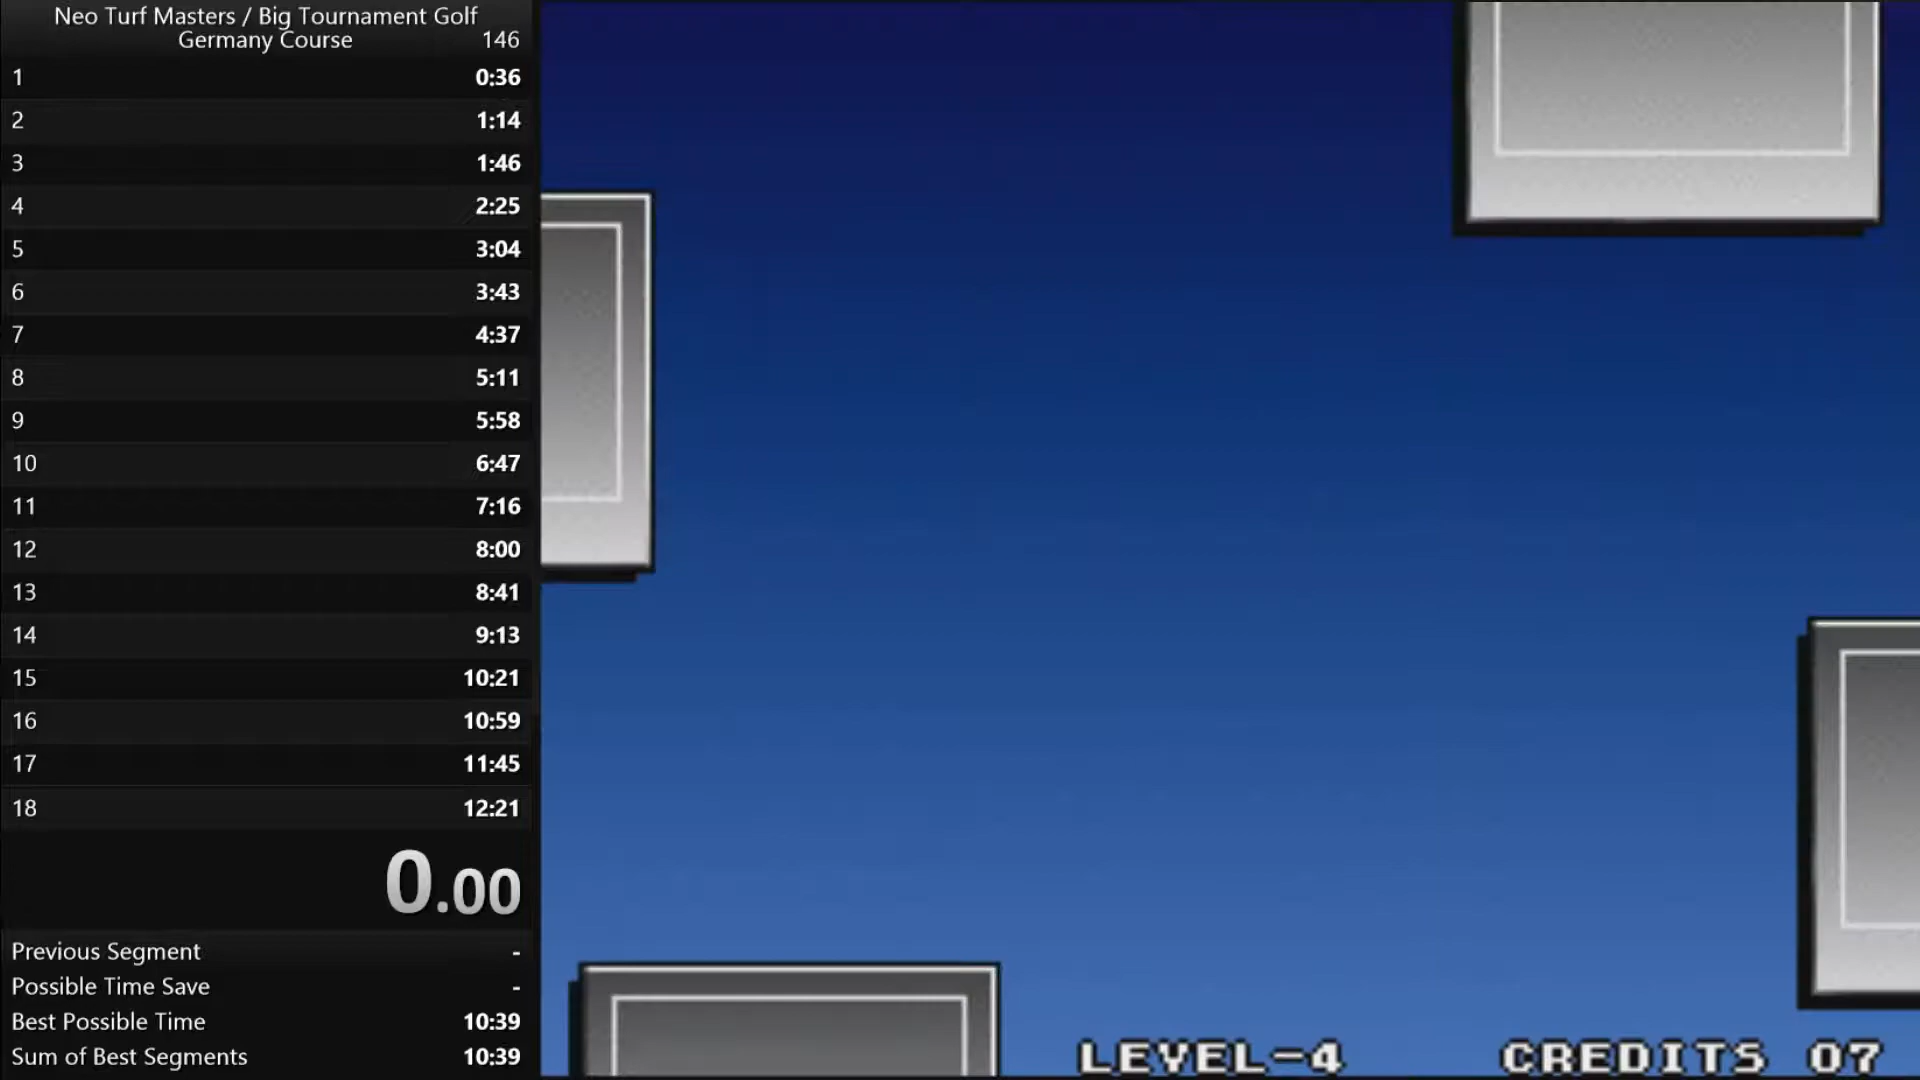 Neo Turf Masters / Big Tournament Golf
Germany Course 146
1 0:36
2 1:14
3 1:46
4 2:25
5 3:04
6 3:43
7 4:37
8 5:11
9 5:58
10 6:47
11 7:16
12 8:00
13 8:41
14 9:13
15 10:21
16 10:59
17 11:45
18 12:21
0.00
Previous Segment -
Possible Time Save -
Best Possible Time 10:39
Sum of Best Segments 10:39
LEVEL-4 CREDITS 07